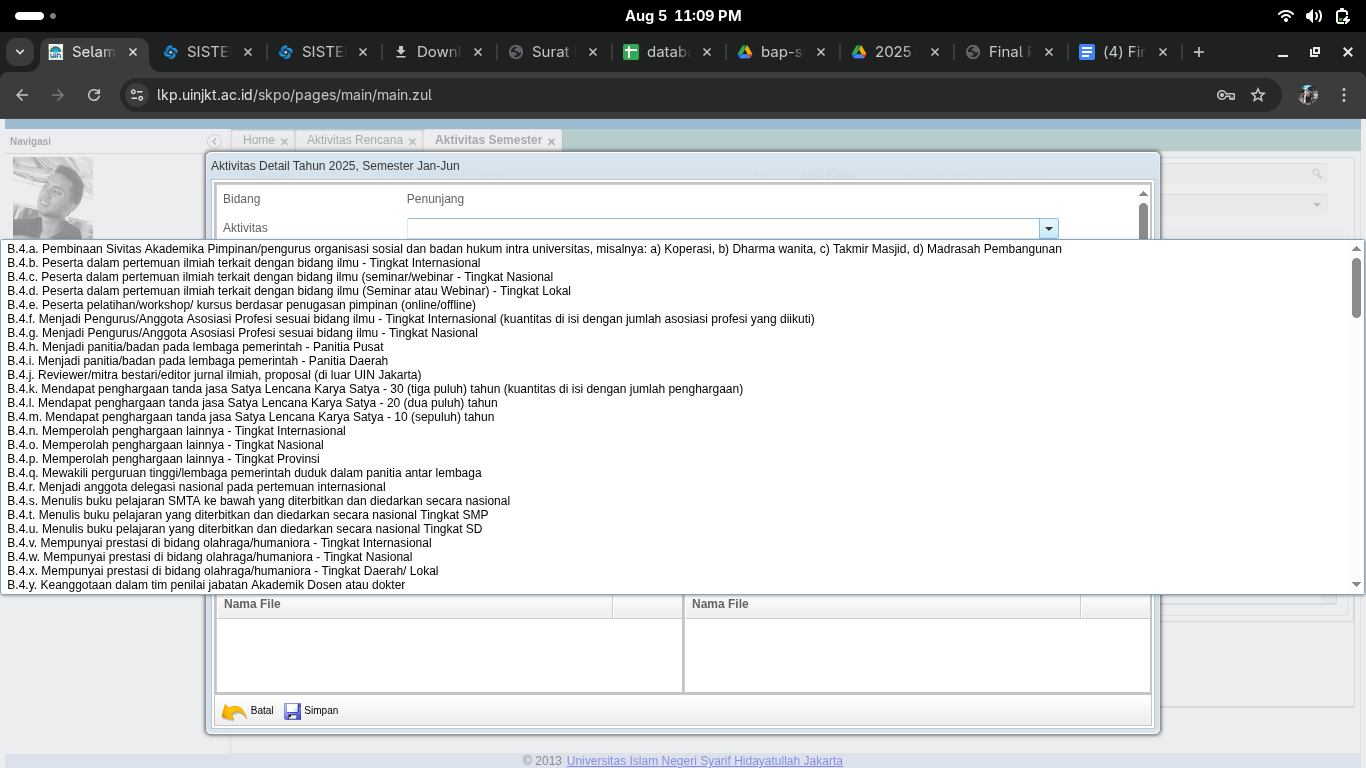 Aug 5 11:09 PM
Selam
SISTE
SISTE
Downl
Surat
datab
bap-s
2025
Final
(4) Fir
lkp.uinjkt.ac.id/skpo/pages/main/main.zul
Navigasi
Home
Aktivitas Rencana
Aktivitas Semester
Aktivitas Detail Tahun 2025, Semester Jan-Jun
Bidang Penunjang
Aktivitas
B.4.a. Pembinaan Sivitas Akademika Pimpinan/pengurus organisasi sosial dan badan hukum intra universitas, misalnya: a) Koperasi, b) Dharma wanita, c) Takmir Masjid, d) Madrasah Pembangunan
B.4.b. Peserta dalam pertemuan ilmiah terkait dengan bidang ilmu - Tingkat Internasional
B.4.c. Peserta dalam pertemuan ilmiah terkait dengan bidang ilmu (seminar/webinar - Tingkat Nasional
B.4.d. Peserta dalam pertemuan ilmiah terkait dengan bidang ilmu (Seminar atau Webinar) - Tingkat Lokal
B.4.e. Peserta pelatihan/workshop/ kursus berdasar penugasan pimpinan (online/offline)
B.4.f. Menjadi Pengurus/Anggota Asosiasi Profesi sesuai bidang ilmu - Tingkat Internasional (kuantitas di isi dengan jumlah asosiasi profesi yang diikuti)
B.4.g. Menjadi Pengurus/Anggota Asosiasi Profesi sesuai bidang ilmu - Tingkat Nasional
B.4.h. Menjadi panitia/badan pada lembaga pemerintah - Panitia Pusat
B.4.i. Menjadi panitia/badan pada lembaga pemerintah - Panitia Daerah
B.4.j. Reviewer/mitra bestari/editor jurnal ilmiah, proposal (di luar UIN Jakarta)
B.4.k. Mendapat penghargaan tanda jasa Satya Lencana Karya Satya - 30 (tiga puluh) tahun (kuantitas di isi dengan jumlah penghargaan)
B.4.l. Mendapat penghargaan tanda jasa Satya Lencana Karya Satya - 20 (dua puluh) tahun
B.4.m. Mendapat penghargaan tanda jasa Satya Lencana Karya Satya - 10 (sepuluh) tahun
B.4.n. Memperolah penghargaan lainnya - Tingkat Internasional
B.4.o. Memperolah penghargaan lainnya - Tingkat Nasional
B.4.p. Memperolah penghargaan lainnya - Tingkat Provinsi
B.4.q. Mewakili perguruan tinggi/lembaga pemerintah duduk dalam panitia antar lembaga
B.4.r. Menjadi anggota delegasi nasional pada pertemuan internasional
B.4.s. Menulis buku pelajaran SMTA ke bawah yang diterbitkan dan diedarkan secara nasional
B.4.t. Menulis buku pelajaran yang diterbitkan dan diedarkan secara nasional Tingkat SMP
B.4.u. Menulis buku pelajaran yang diterbitkan dan diedarkan secara nasional Tingkat SD
B.4.v. Mempunyai prestasi di bidang olahraga/humaniora - Tingkat Internasional
B.4.w. Mempunyai prestasi di bidang olahraga/humaniora - Tingkat Nasional
B.4.x. Mempunyai prestasi di bidang olahraga/humaniora - Tingkat Daerah/ Lokal
B.4.y. Keanggotaan dalam tim penilai jabatan Akademik Dosen atau dokter
Nama File
Nama File
Batal
Simpan
© 2013 Universitas Islam Negeri Syarif Hidayatullah Jakarta